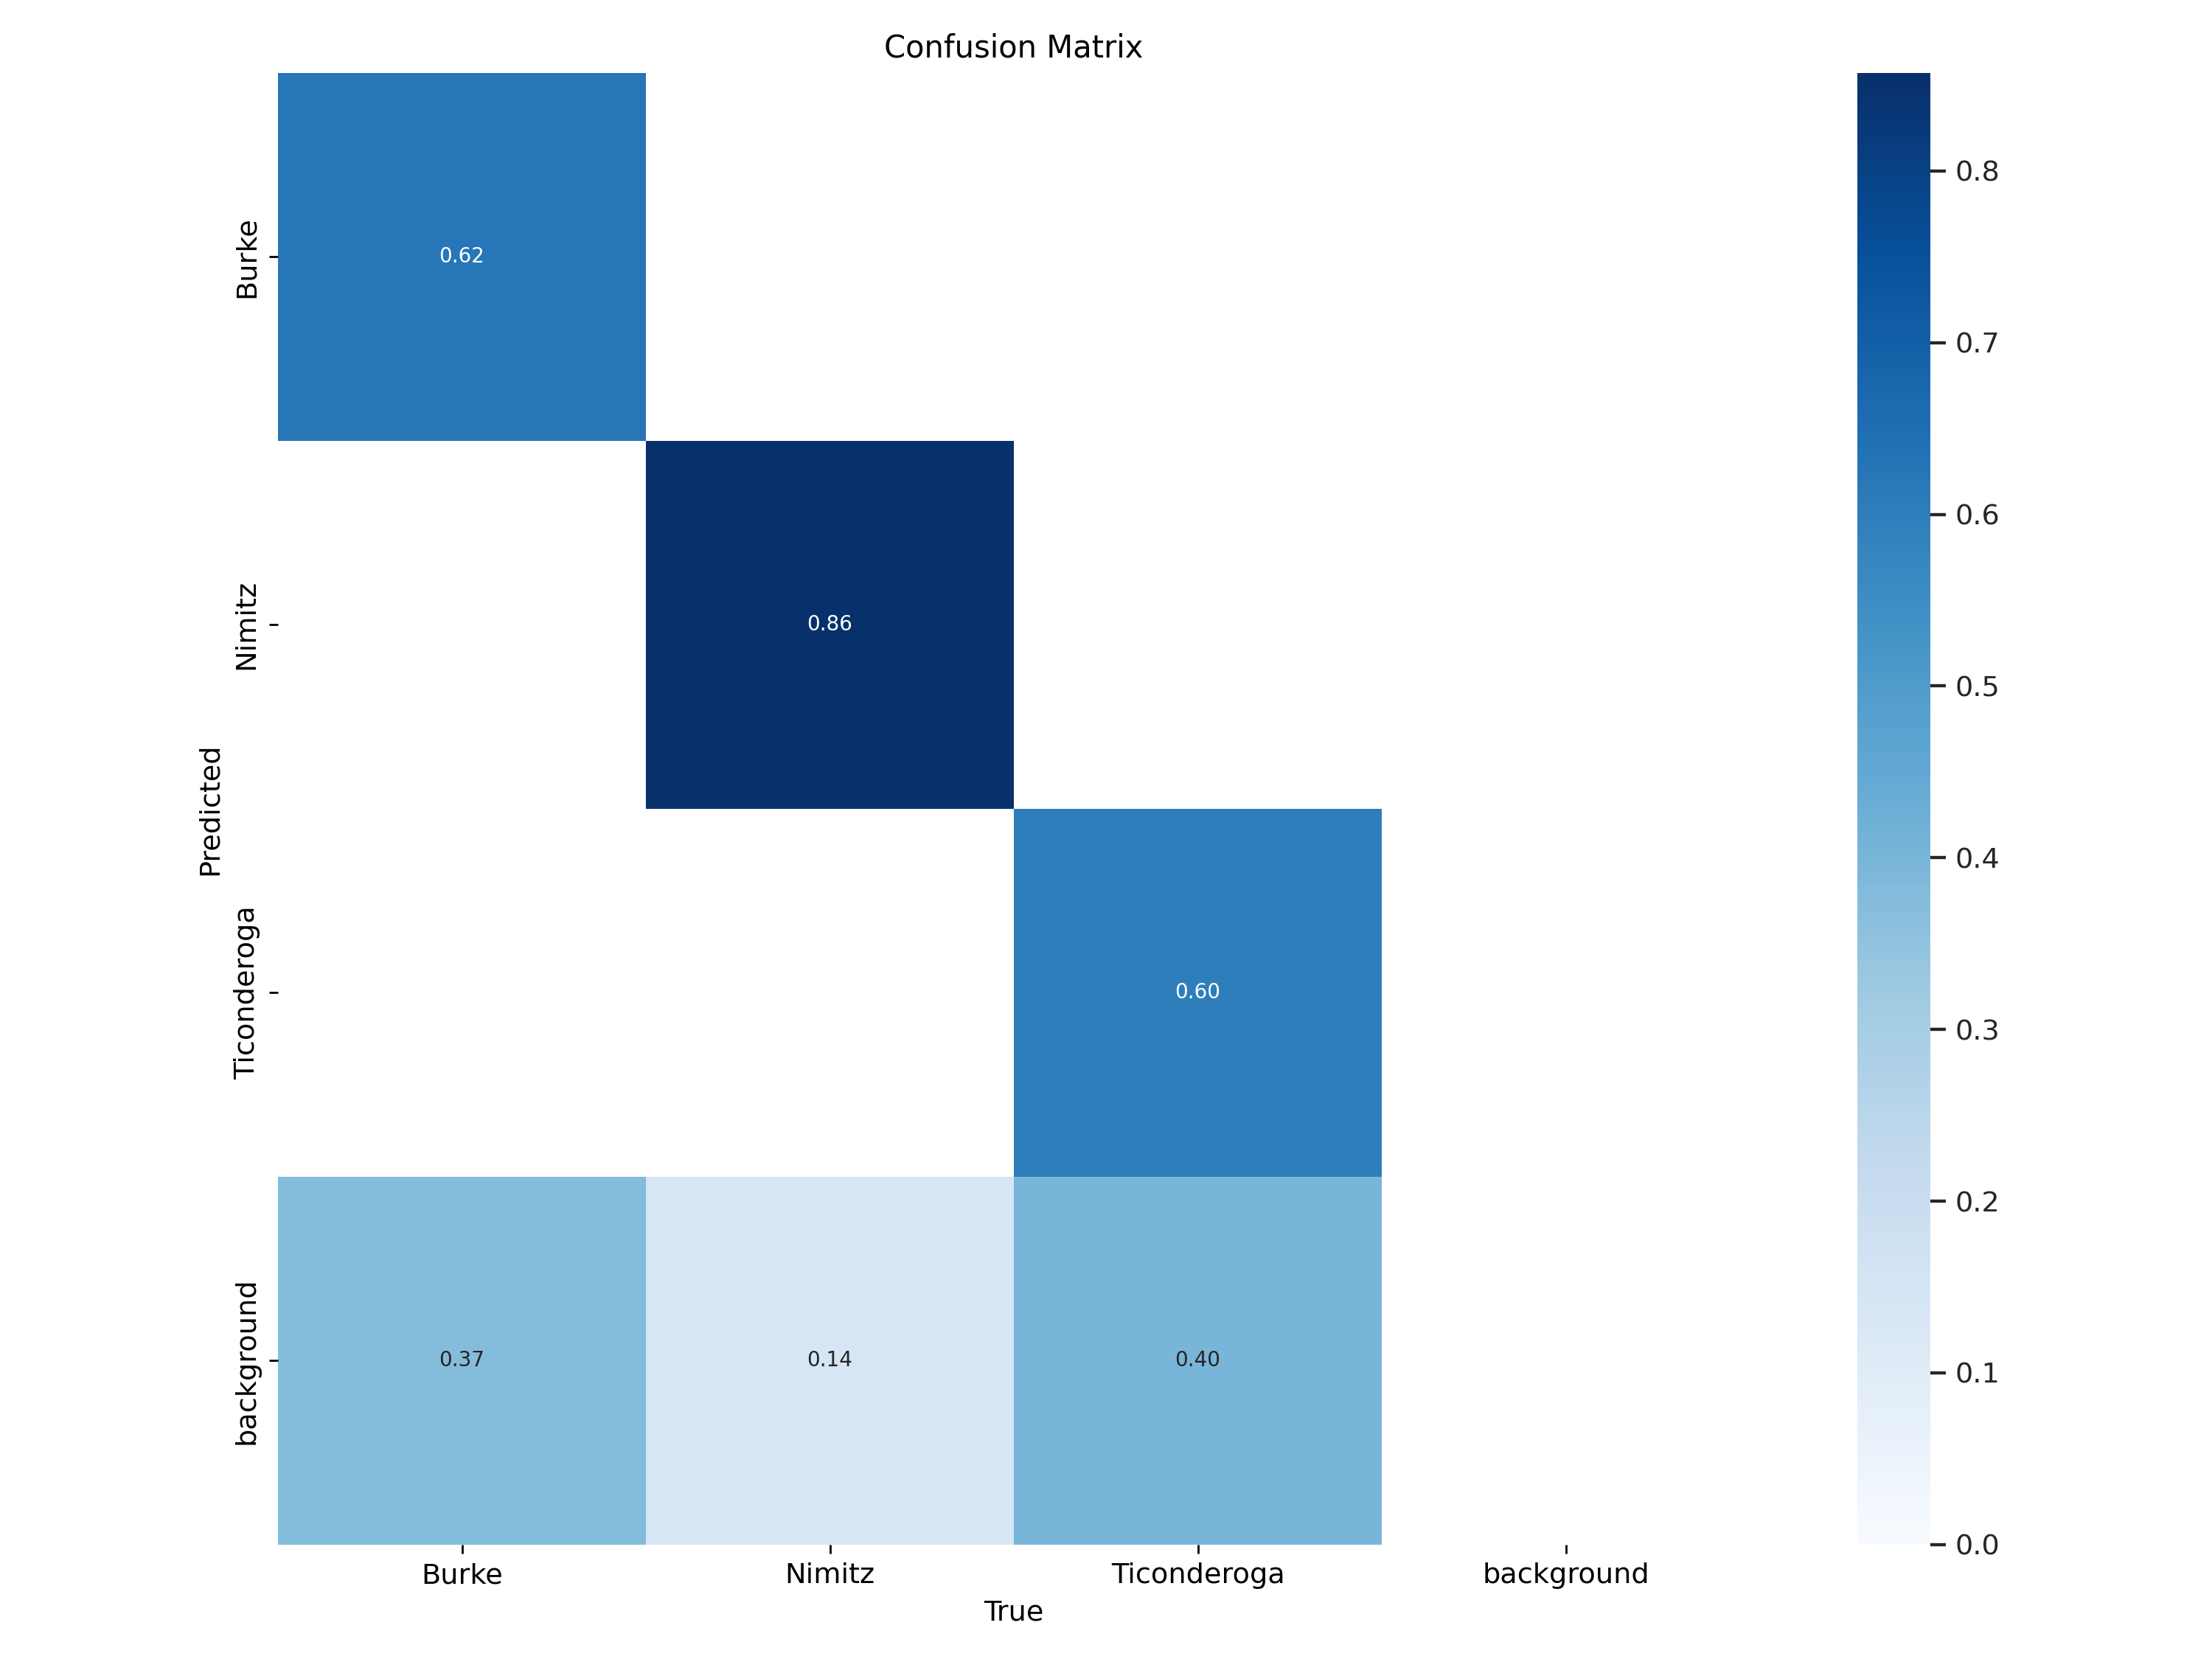 Confusion Matrix
Burke
Nimitz
Ticonderoga
background
Predicted
0.62
0.86
0.60
0.37
0.14
0.40
Burke
Nimitz
Ticonderoga
background
True
0.8
0.7
0.6
0.5
0.4
0.3
0.2
0.1
0.0